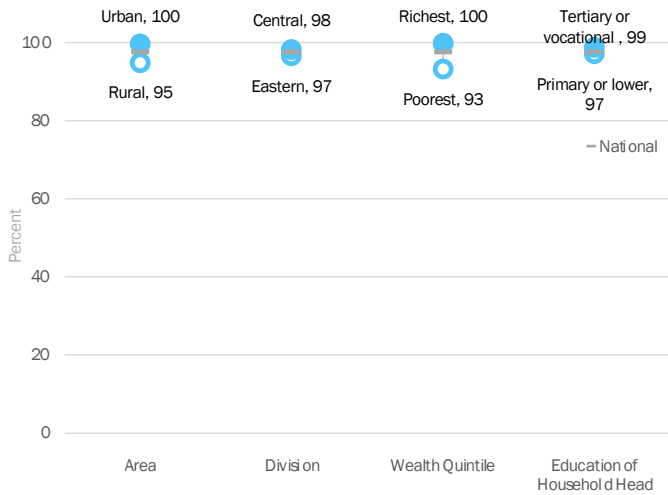 Urban, 100
Central, 98
Richest, 100
Tertiary or
vocational , 99
100
Rural, 95
Eastern, 97
Poorest, 93
Primary or lower,
97
80
National
60
Percent
40
20
0
Area
Division
Wealth Quintile
Education of
Household Head